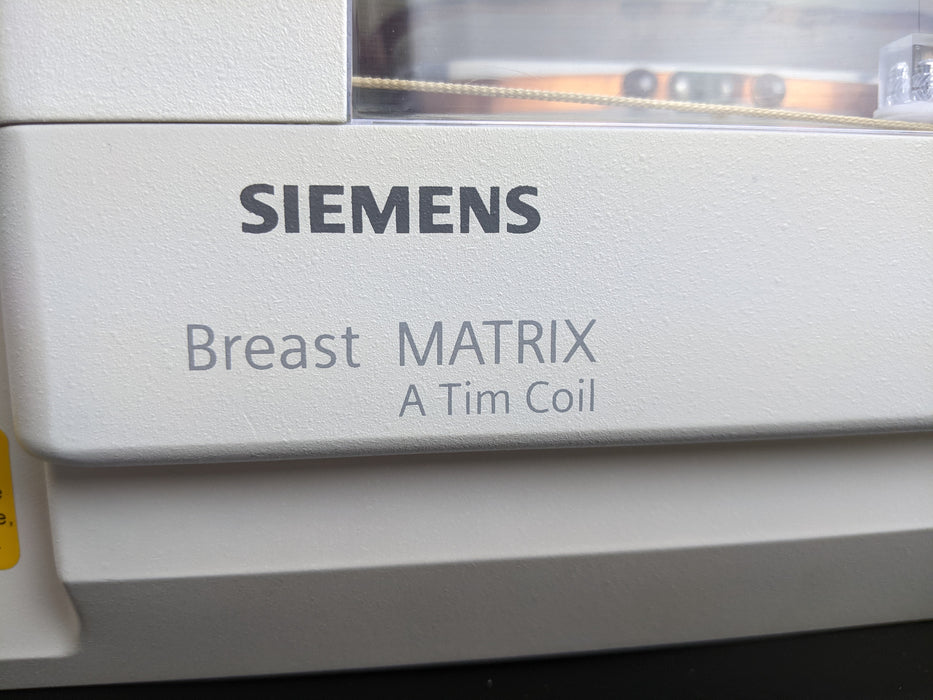 SIEMENS
Breast MATRIX
A Tim Coil